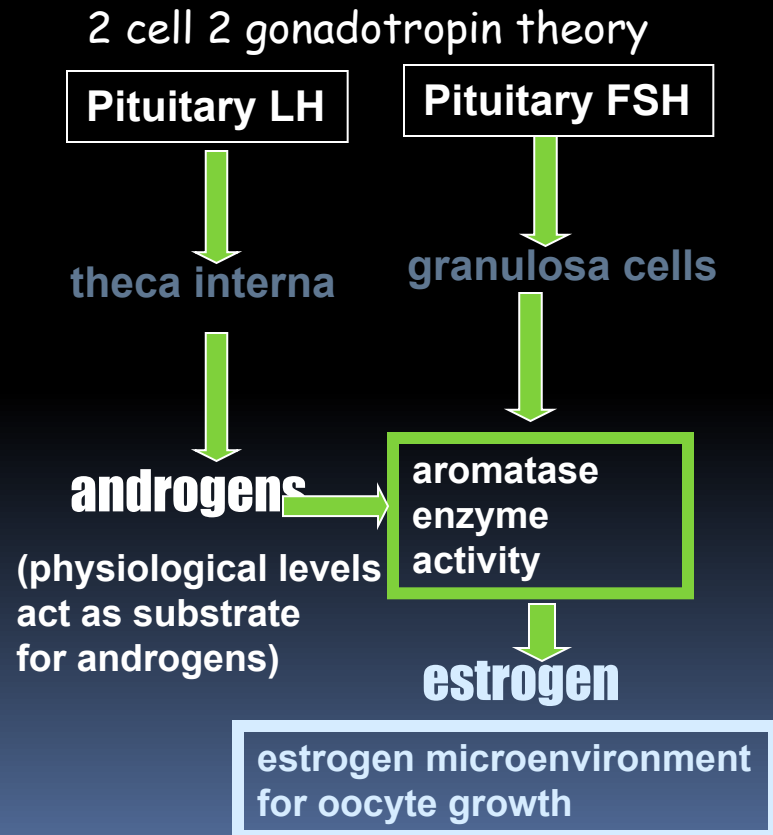 2 cell 2 gonadotropin theory
Pituitary LH
Pituitary FSH
theca interna
granulosa cells
androgens
aromatase
enzyme
activity
(physiological levels
act as substrate
for androgens)
estrogen
estrogen microenvironment
for oocyte growth